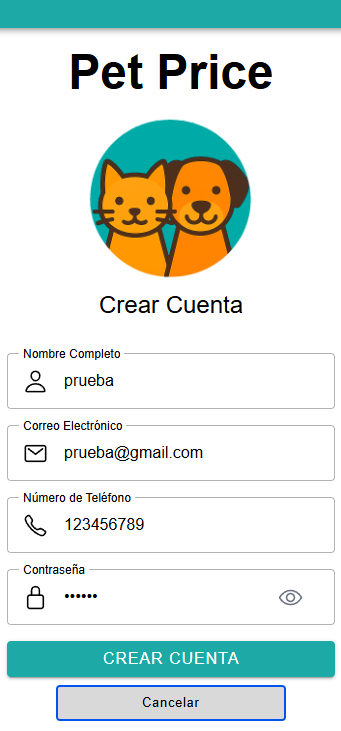 Pet Price
Crear Cuenta
Nombre Completo
prueba
Correo Electrónico
prueba@gmail.com
Número de Teléfono
123456789
Contraseña
••••••
CREAR CUENTA
Cancelar